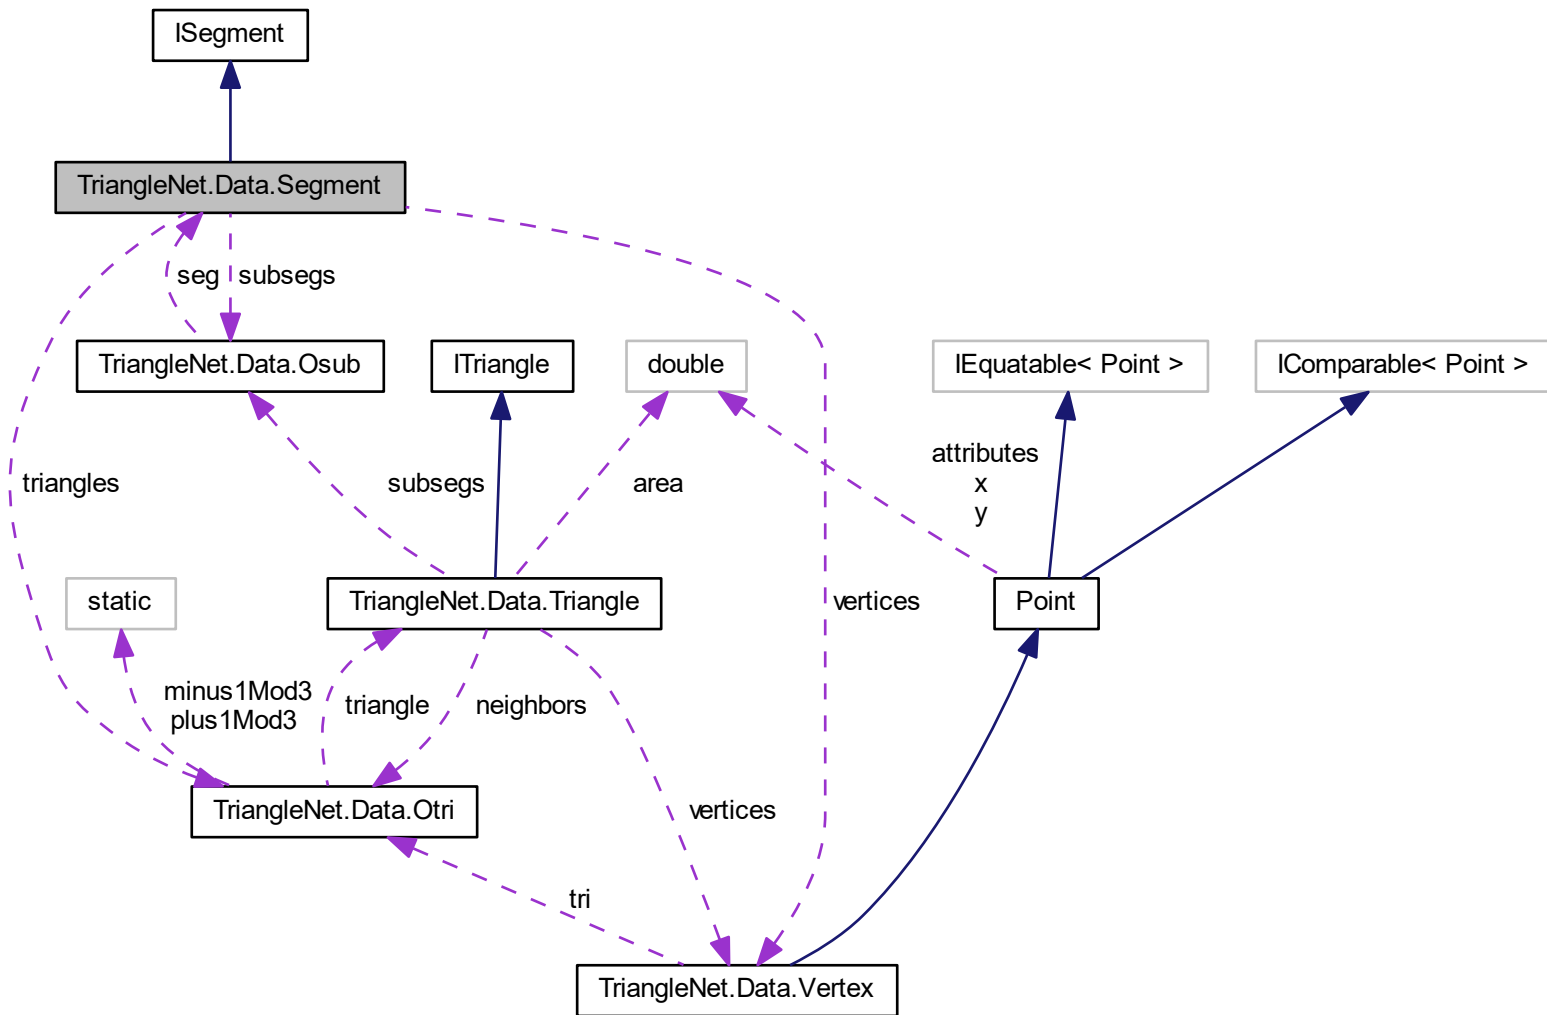 ISegment
TriangleNet.Data.Segment
seg
subsegs
TriangleNet.Data.Osub
ITriangle
double
IEquatable< Point >
IComparable< Point >
triangles
subsegs
area
attributes
x
y
static
TriangleNet.Data.Triangle
vertices
Point
minus1Mod3
plus1Mod3
triangle
neighbors
TriangleNet.Data.Otri
vertices
tri
TriangleNet.Data.Vertex